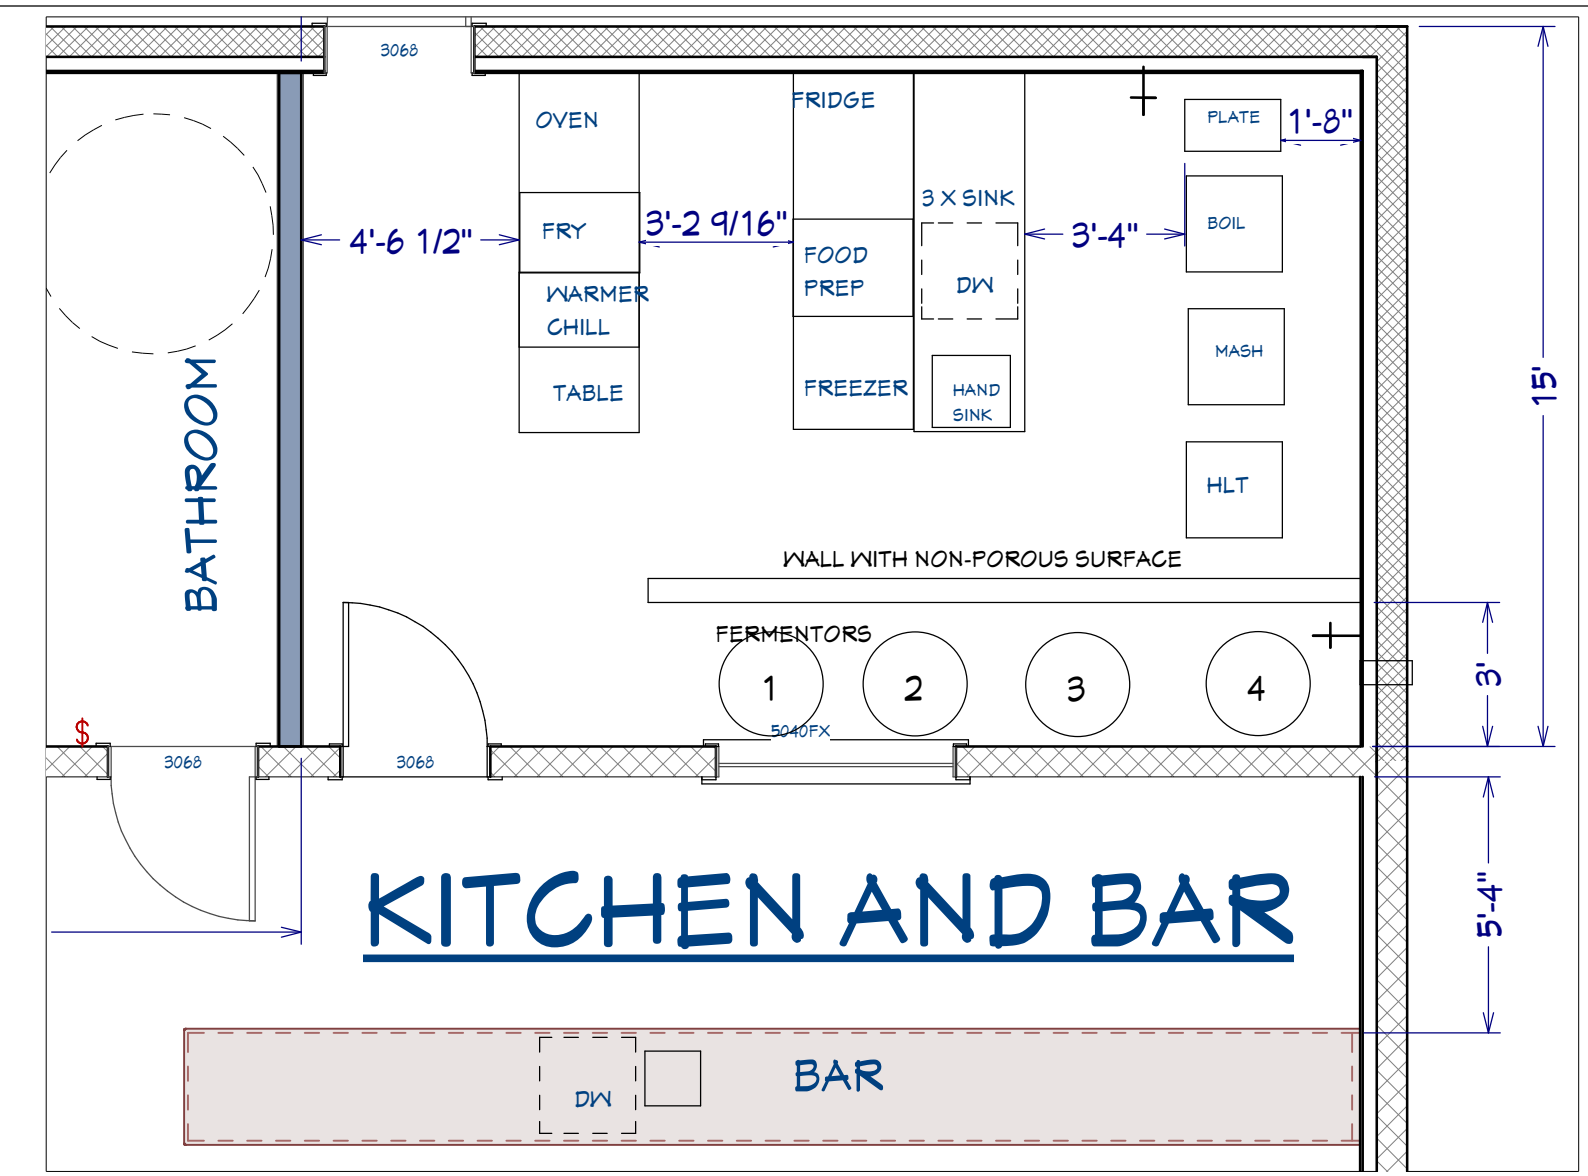 3068
OVEN
FRIDGE
PLATE
1'-8"
3 X SINK
FRY
4'-6 1/2"
3'-2 9/16"
3'-4"
BOIL
FOOD
PREP
DW
WARMER
CHILL
MASH
TABLE
FREEZER
HAND
SINK
15'
BATHROOM
HLT
WALL WITH NON-POROUS SURFACE
FERMENTORS
1
2
3
4
3'
$
5040FX
3068
3068
KITCHEN AND BAR
5'-4"
BAR
DW